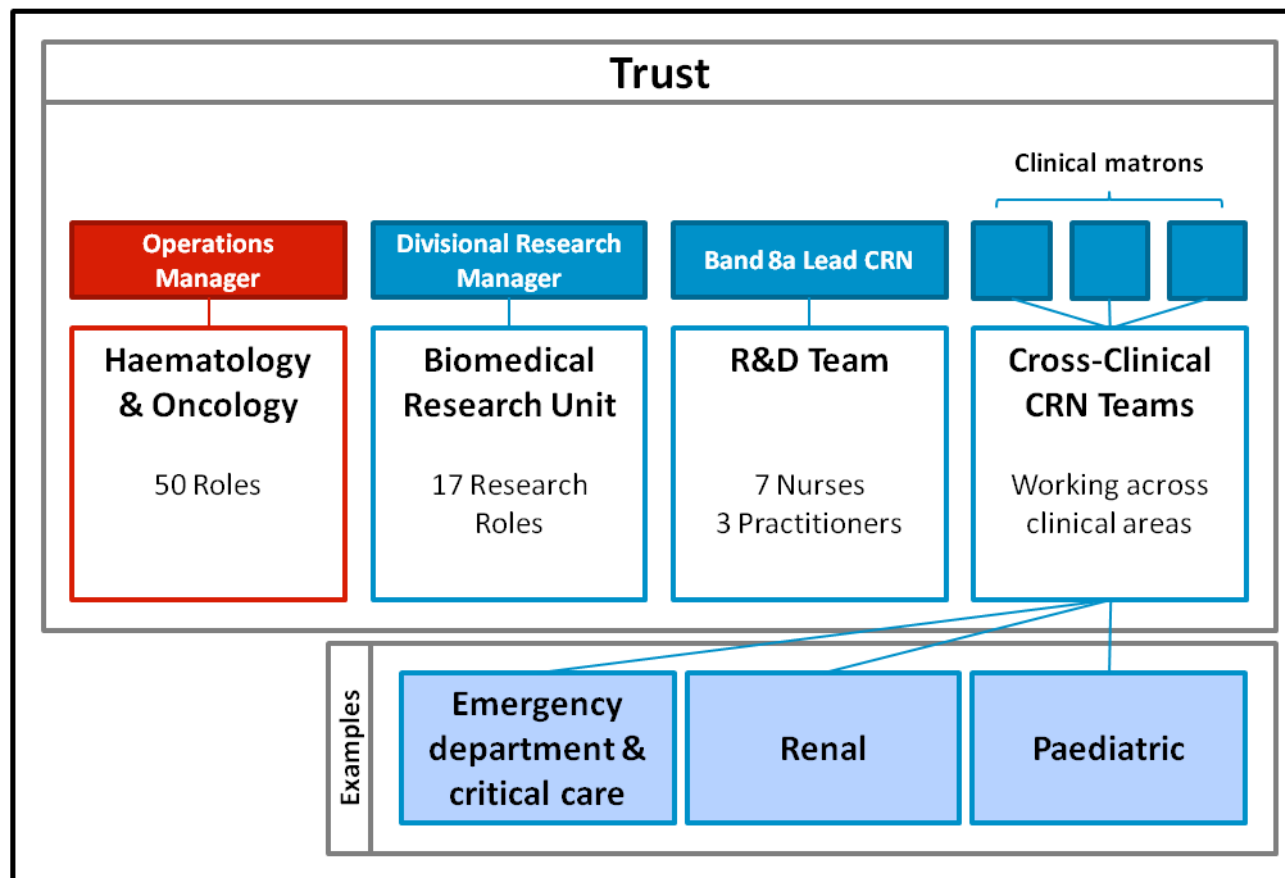 Trust
Clinical matrons
Operations
Manager
Divisional Research
Manager
Band 8a Lead CRN
Haematology
& Oncology
50 Roles
Biomedical
Research Unit
17 Research
Roles
R&D Team
7 Nurses
3 Practitioners
Cross-Clinical
CRN Teams
Working across
clinical areas
Examples
Emergency
department &
critical care
Renal
Paediatric